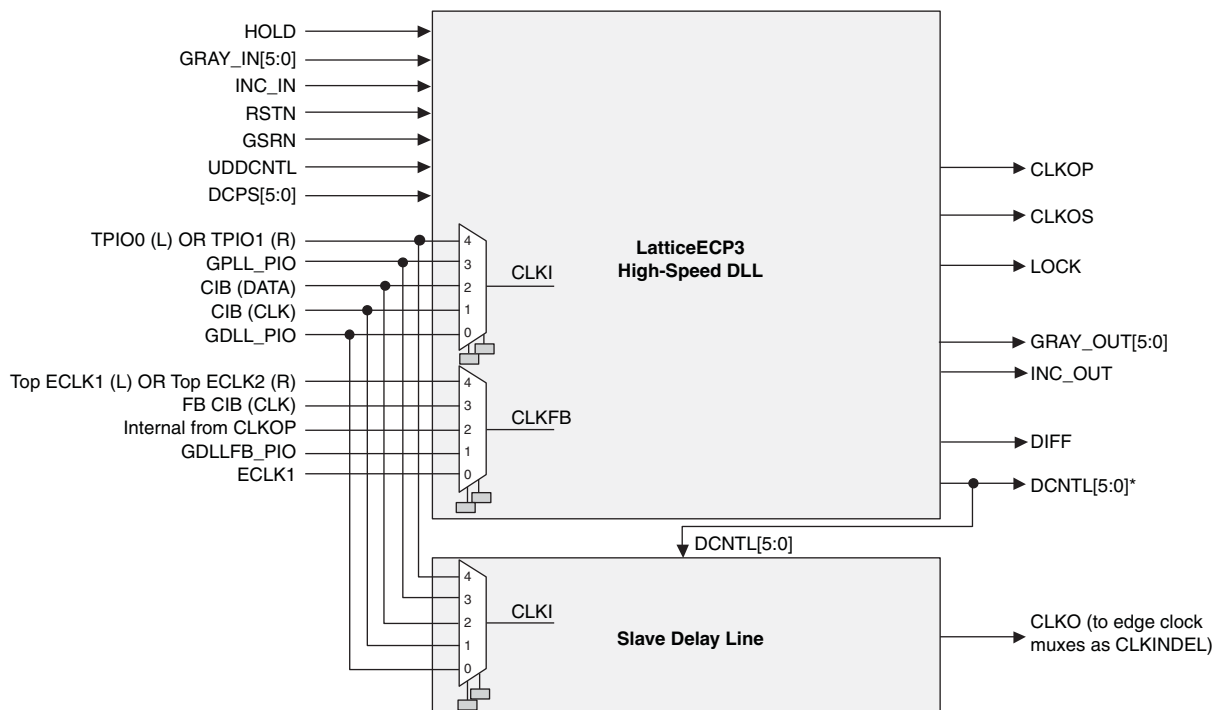 HOLD
GRAY_IN[5:0]
INC_IN
RSTN
GSRN
UDDCNTL
DCPS[5:0]
TPIO0 (L) OR TPIO1 (R)
GPLL_PIO
CIB (DATA)
CIB (CLK)
GDLL_PIO
4
3
2
1
0
CLKI
Top ECLK1 (L) OR Top ECLK2 (R)
FB CIB (CLK)
Internal from CLKOP
GDLLFB_PIO
ECLK1
4
3
2
1
0
CLKFB
LatticeECP3
High-Speed DLL
CLKOP
CLKOS
LOCK
GRAY_OUT[5:0]
INC_OUT
DIFF
DCNTL[5:0]*
DCNTL[5:0]
4
3
2
1
0
CLKI
Slave Delay Line
CLKO (to edge clock
muxes as CLKINDEL)